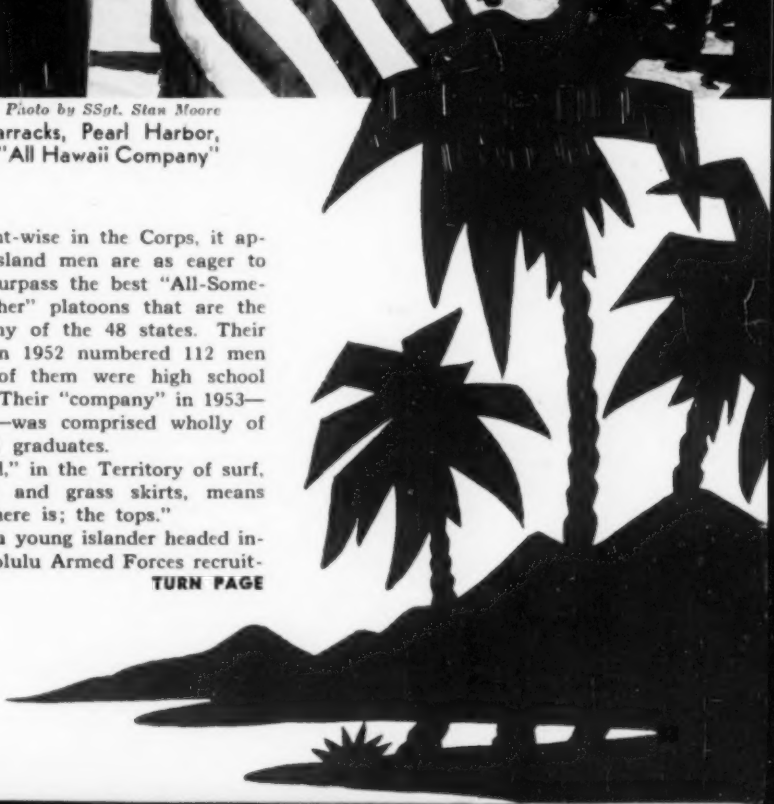 Photo by SSgt. Stan Moore
arracks, Pearl Harbor,
"All Hawaii Company"
nt-wise in the Corps, it ap-
sland men are as eager to
urpass the best "All-Some-
her" platoons that are the
ny of the 48 states. Their
n 1952 numbered 112 men
of them were high school
Their "company" in 1953—
—was comprised wholly of
graduates.
l," in the Territory of surf,
and grass skirts, means
here is; the tops."
a young islander headed in-
olulu Armed Forces recruit-
TURN PAGE